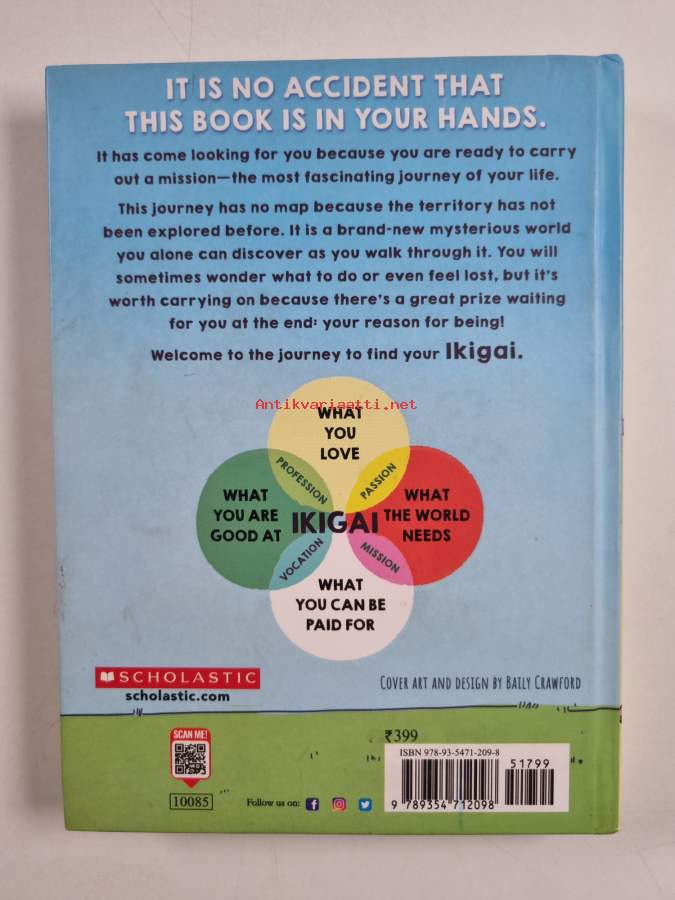 IT IS NO ACCIDENT THAT
THIS BOOK IS IN YOUR HANDS.
It has come looking for you because you are ready to carry
out a mission—the most fascinating journey of your life.
This journey has no map because the territory has not
been explored before. It is a brand-new mysterious world
you alone can discover as you walk through it. You will
sometimes wonder what to do or even feel lost, but it's
worth carrying on because there's a great prize waiting
for you at the end: your reason for being!
Welcome to the journey to find your Ikigai.
Antikvariaatti.net
WHAT
YOU
LOVE
PROFESSION
PASSION
WHAT
YOU ARE
GOOD AT
IKIGAI
WHAT
THE WORLD
NEEDS
VOCATION
MISSION
WHAT
YOU CAN BE
PAID FOR
SCHOLASTIC
scholastic.com
COVER ART AND DESIGN BY BAILY CRAWFORD
SCAN ME!
₹399
ISBN 978-93-5471-209-8
51799
9 789354 712098
10085
Follow us on: